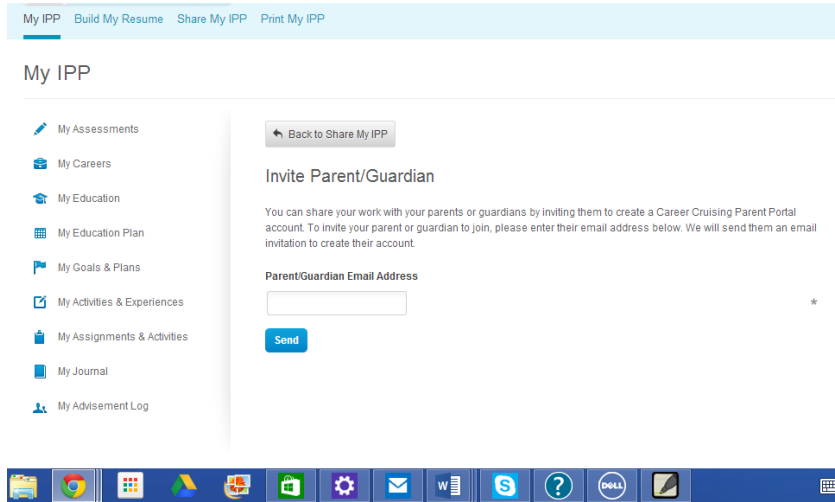 My IPP Build My Resume Share My IPP Print My IPP
My IPP
My Assessments
My Careers
My Education
My Education Plan
My Goals & Plans
My Activities & Experiences
My Assignments & Activities
My Journal
My Advisement Log
Back to Share My IPP
Invite Parent/Guardian
You can share your work with your parents or guardians by inviting them to create a Career Cruising Parent Portal
account. To invite your parent or guardian to join, please enter their email address below. We will send them an email
invitation to create their account.
Parent/Guardian Email Address
*
Send
W S ? DELL